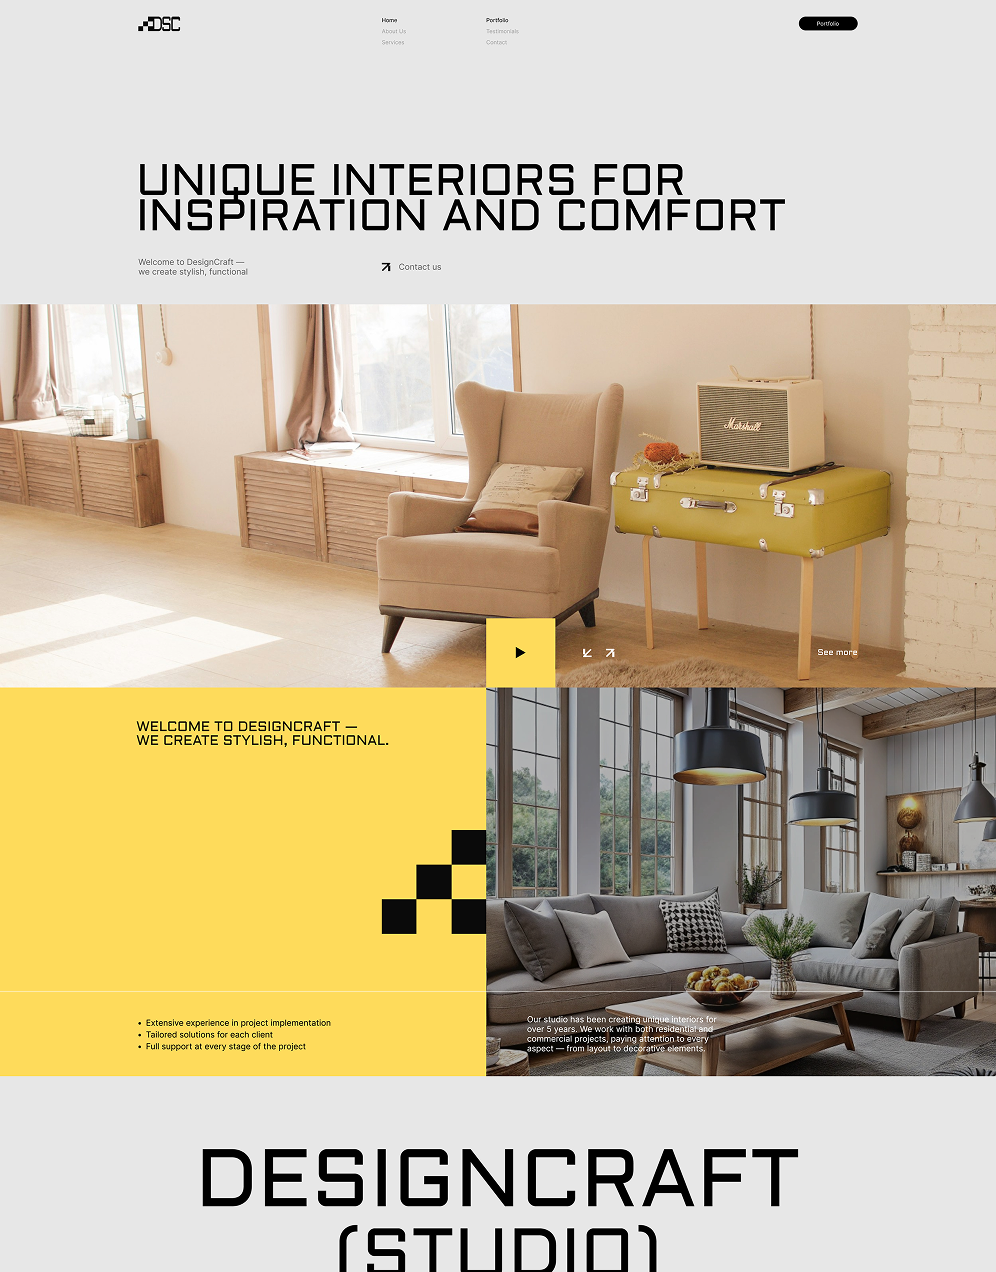 DSC
Home
About Us
Services
Portfolio
Testimonials
Contact
Portfolio
UNIQUE INTERIORS FOR
INSPIRATION AND COMFORT
Welcome to DesignCraft —
we create stylish, functional
Contact us
Marshall
See more
WELCOME TO DESIGNCRAFT —
WE CREATE STYLISH, FUNCTIONAL.
• Extensive experience in project implementation
• Tailored solutions for each client
• Full support at every stage of the project
Our studio has been creating unique interiors for
over 5 years. We work with both residential and
commercial projects, paying attention to every
aspect — from layout to decorative elements.
DESIGNCRAFT
(STUDIO)